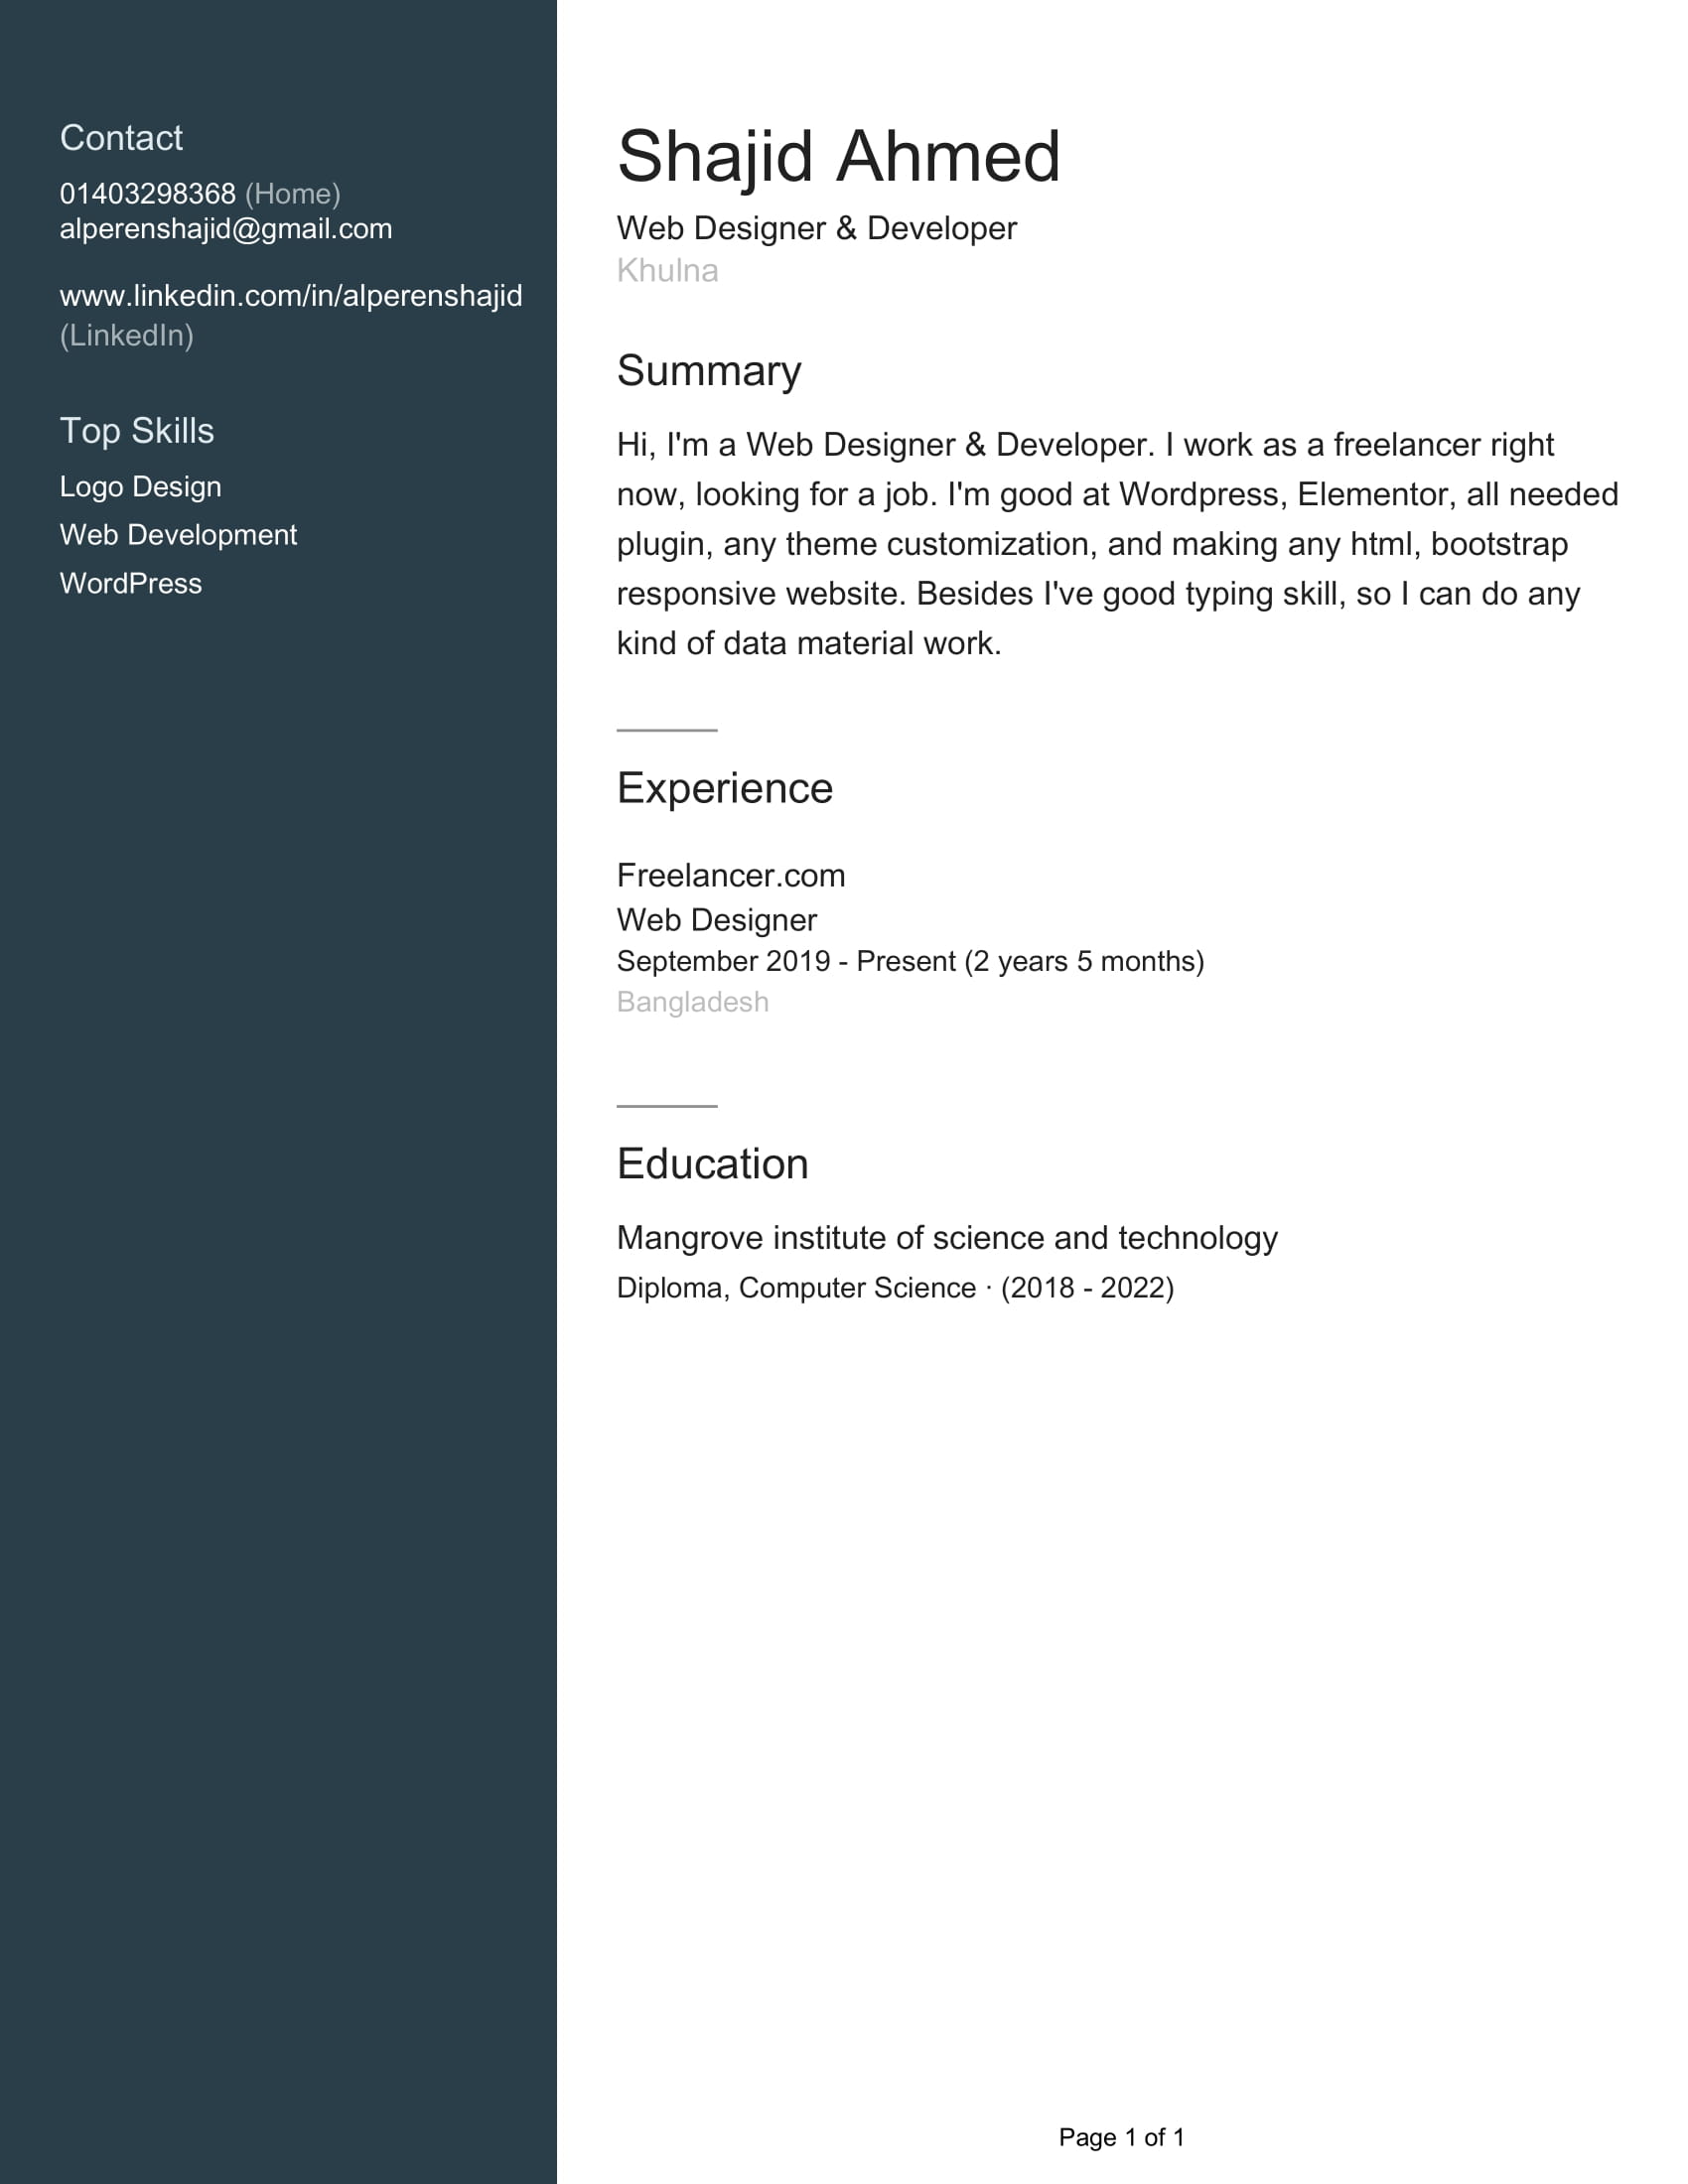 Contact
01403298368 (Home)
alperenshajid@gmail.com
www.linkedin.com/in/alperenshajid
(LinkedIn)
Top Skills
Logo Design
Web Development
WordPress
Shajid Ahmed
Web Designer & Developer
Khulna
Summary
Hi, I'm a Web Designer & Developer. I work as a freelancer right
now, looking for a job. I'm good at Wordpress, Elementor, all needed
plugin, any theme customization, and making any html, bootstrap
responsive website. Besides I've good typing skill, so I can do any
kind of data material work.
Experience
Freelancer.com
Web Designer
September 2019 - Present (2 years 5 months)
Bangladesh
Education
Mangrove institute of science and technology
Diploma, Computer Science · (2018 - 2022)
Page 1 of 1